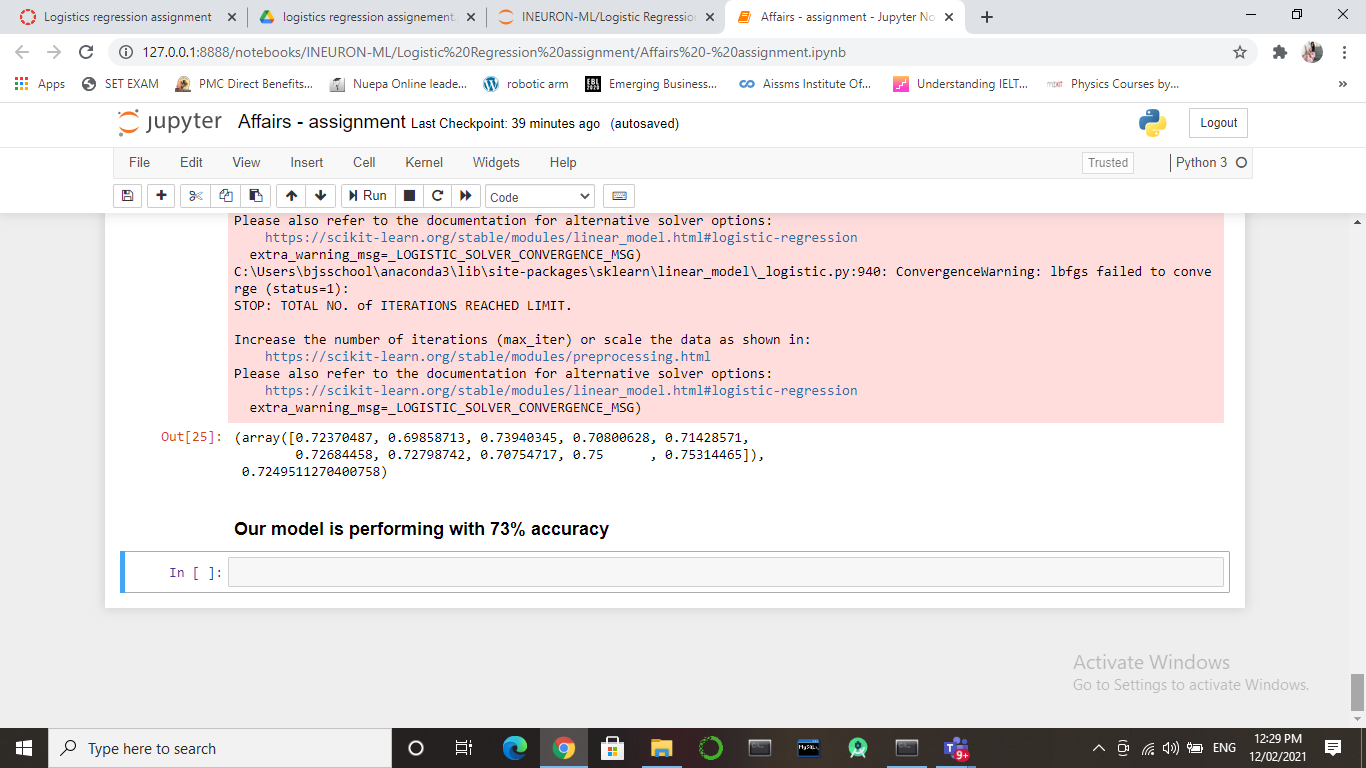 Logistics regression assignment
logistics regression assignement.
INEURON-ML/Logistic Regression
Affairs - assignment - Jupyter No
127.0.0.1:8888/notebooks/INEURON-ML/Logistic%20Regression%20assignment/Affairs%20-%20assignment.ipynb
Apps
SET EXAM
PMC Direct Benefits...
Nuepa Online leade...
robotic arm
EBL
2020
Emerging Business...
Aissms Institute Of...
Understanding IELT...
Physics Courses by...
»
jupyter
Affairs - assignment Last Checkpoint: 39 minutes ago (autosaved)
Logout
File Edit View Insert Cell Kernel Widgets Help
Trusted
Python 3
Run
Code
Please also refer to the documentation for alternative solver options:
https://scikit-learn.org/stable/modules/linear_model.html#logistic-regression
extra_warning_msg=_LOGISTIC_SOLVER_CONVERGENCE_MSG)
C:\Users\bjsschool\anaconda3\lib\site-packages\sklearn\linear_model\_logistic.py:940: ConvergenceWarning: lbfgs failed to conve
rge (status=1):
STOP: TOTAL NO. of ITERATIONS REACHED LIMIT.
Increase the number of iterations (max_iter) or scale the data as shown in:
https://scikit-learn.org/stable/modules/preprocessing.html
Please also refer to the documentation for alternative solver options:
https://scikit-learn.org/stable/modules/linear_model.html#logistic-regression
extra_warning_msg=_LOGISTIC_SOLVER_CONVERGENCE_MSG)
Out[25]: (array([0.72370487, 0.69858713, 0.73940345, 0.70800628, 0.71428571,
0.72684458, 0.72798742, 0.70754717, 0.75 , 0.75314465]),
0.7249511270400758)
Our model is performing with 73% accuracy
In [ ]:
Activate Windows
Go to Settings to activate Windows.
Type here to search
MySQL
T
9+
ENG
12:29 PM
12/02/2021